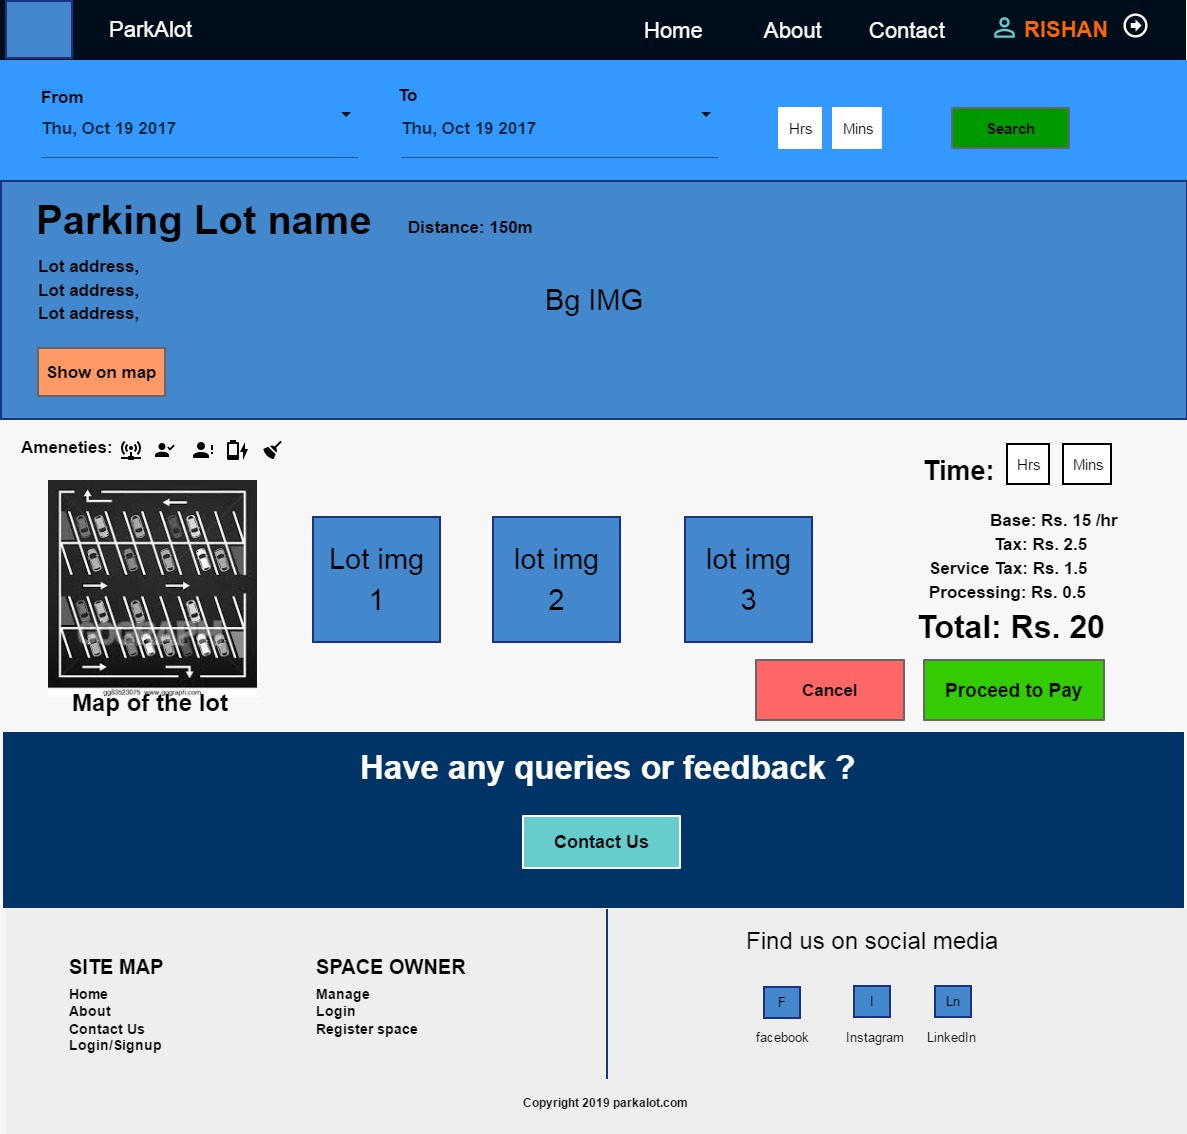 ParkAlot
Home About Contact RISHAN
From
Thu, Oct 19 2017
To
Thu, Oct 19 2017
Hrs Mins
Search
Parking Lot name
Distance: 150m
Lot address,
Lot address,
Lot address,
Bg IMG
Show on map
Ameneties:
Time: Hrs Mins
Lot img
1
lot img
2
lot img
3
Base: Rs. 15 /hr
Tax: Rs. 2.5
Service Tax: Rs. 1.5
Processing: Rs. 0.5
Total: Rs. 20
www.gograph.com
Map of the lot
Cancel
Proceed to Pay
Have any queries or feedback ?
Contact Us
SITE MAP
Home
About
Contact Us
Login/Signup
SPACE OWNER
Manage
Login
Register space
Find us on social media
F
facebook
I
Instagram
Ln
LinkedIn
Copyright 2019 parkalot.com